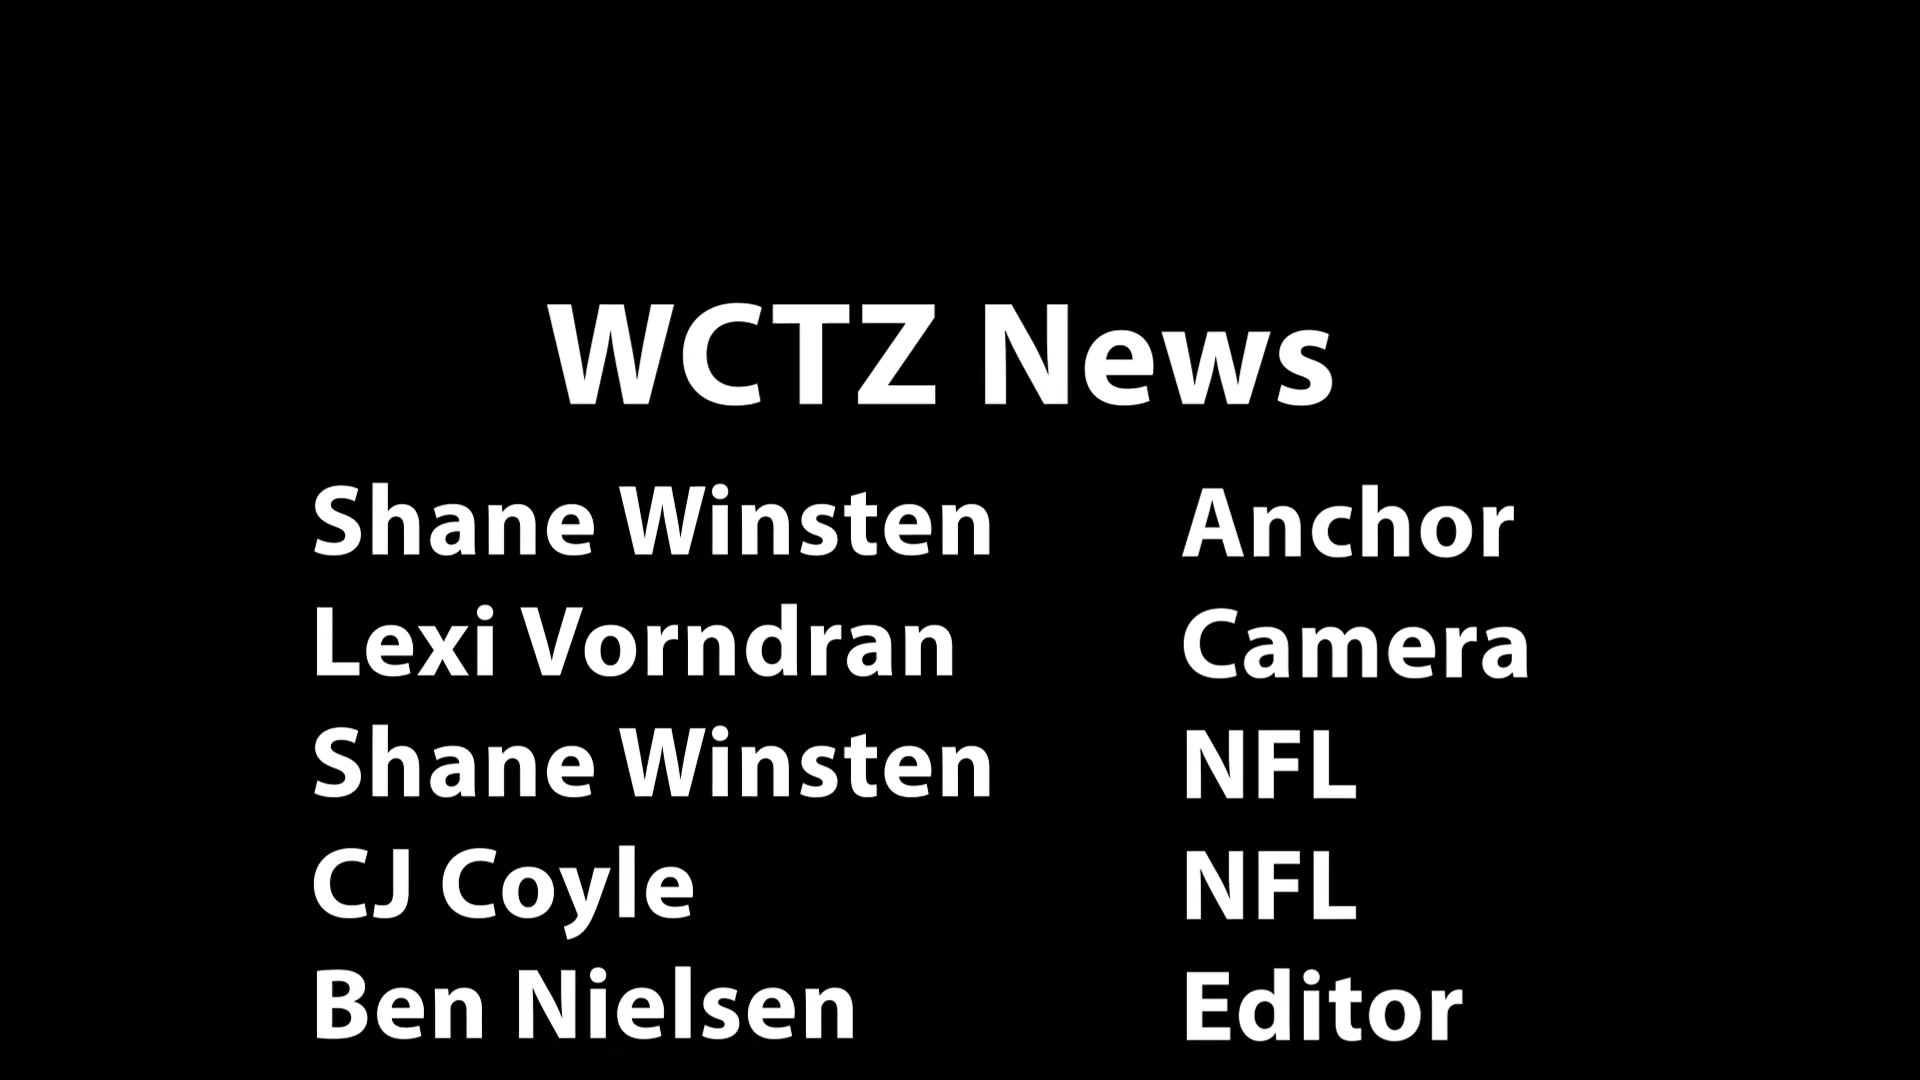 WCTZ News
Shane Winsten Anchor
Lexi Vorndran Camera
Shane Winsten NFL
CJ Coyle NFL
Ben Nielsen Editor